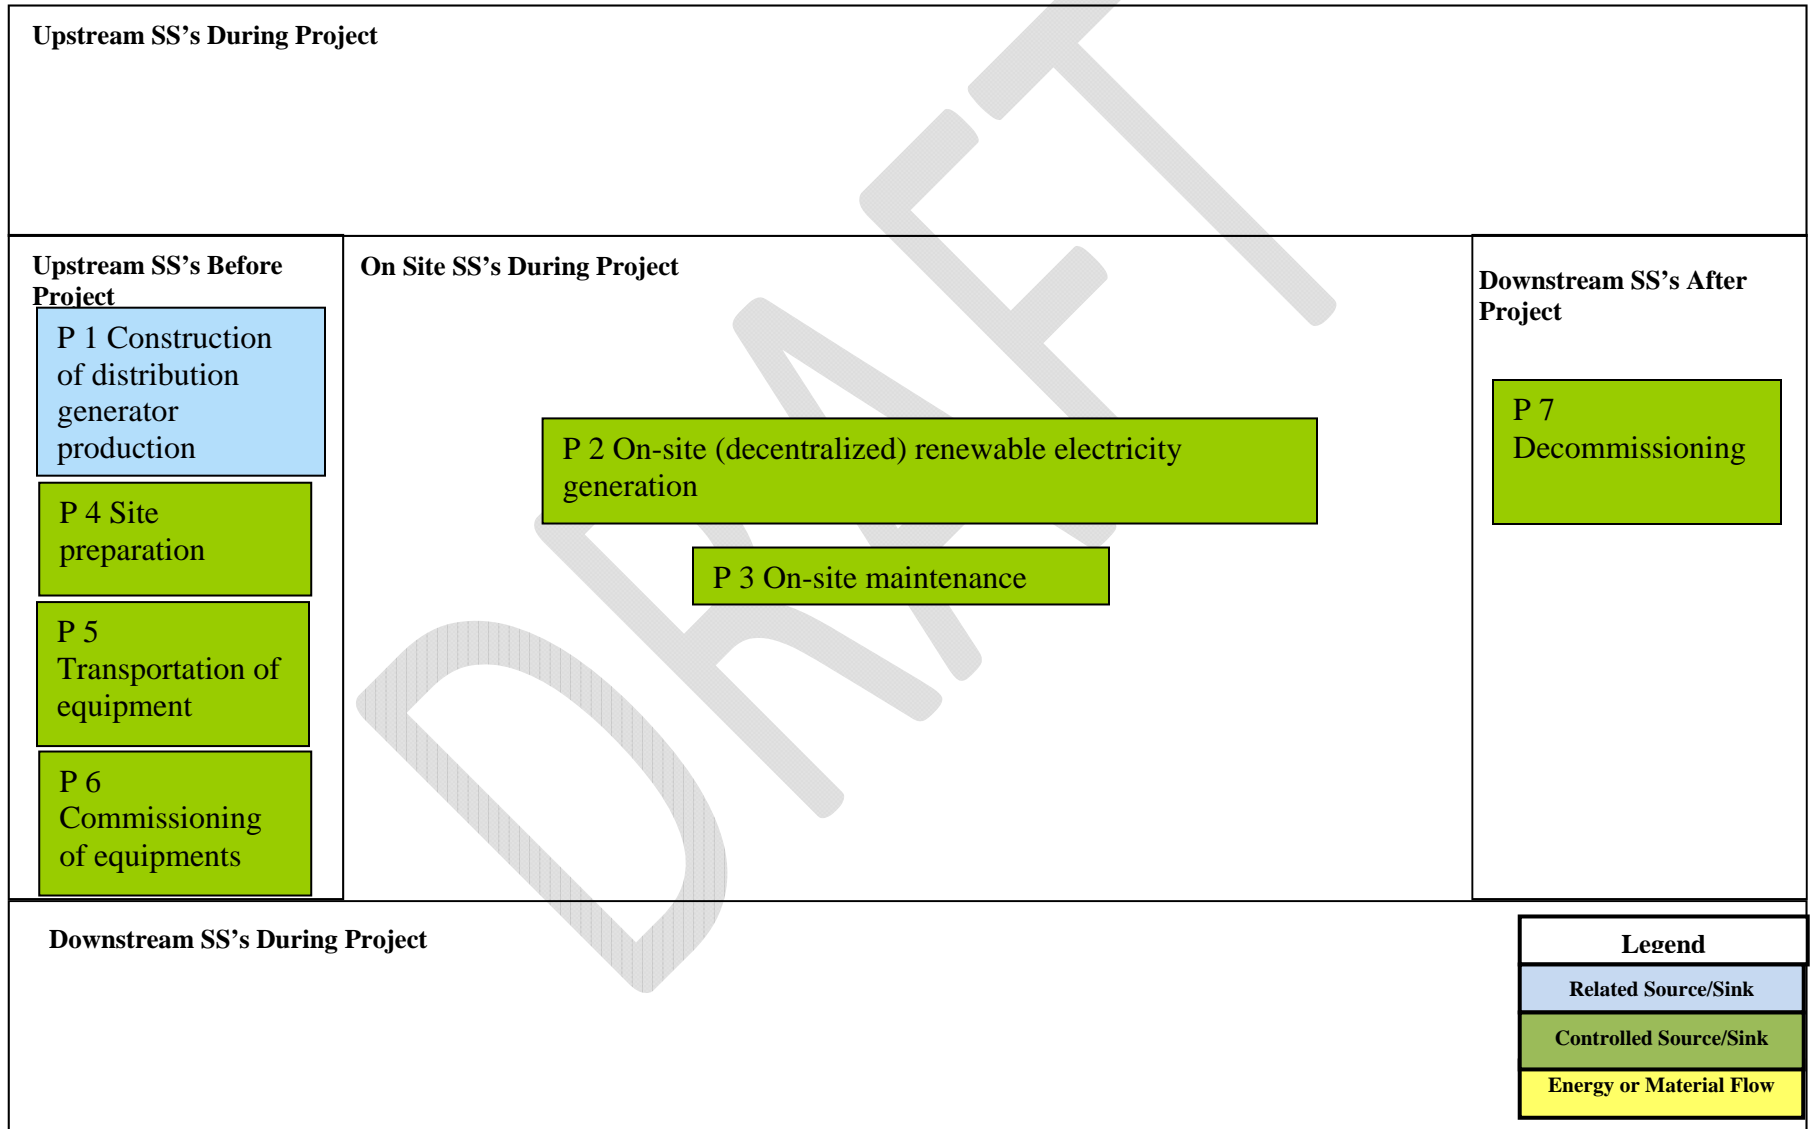 Upstream SS's During Project
Upstream SS's Before
Project
P 1 Construction
of distribution
generator
production
P 4 Site
preparation
P 5
Transportation of
equipment
P 6
Commissioning
of equipments
On Site SS's During Project
P 2 On-site (decentralized) renewable electricity
generation
P 3 On-site maintenance
Downstream SS's After
Project
P 7
Decommissioning
Downstream SS's During Project
Legend
Related Source/Sink
Controlled Source/Sink
Energy or Material Flow
DRAFT